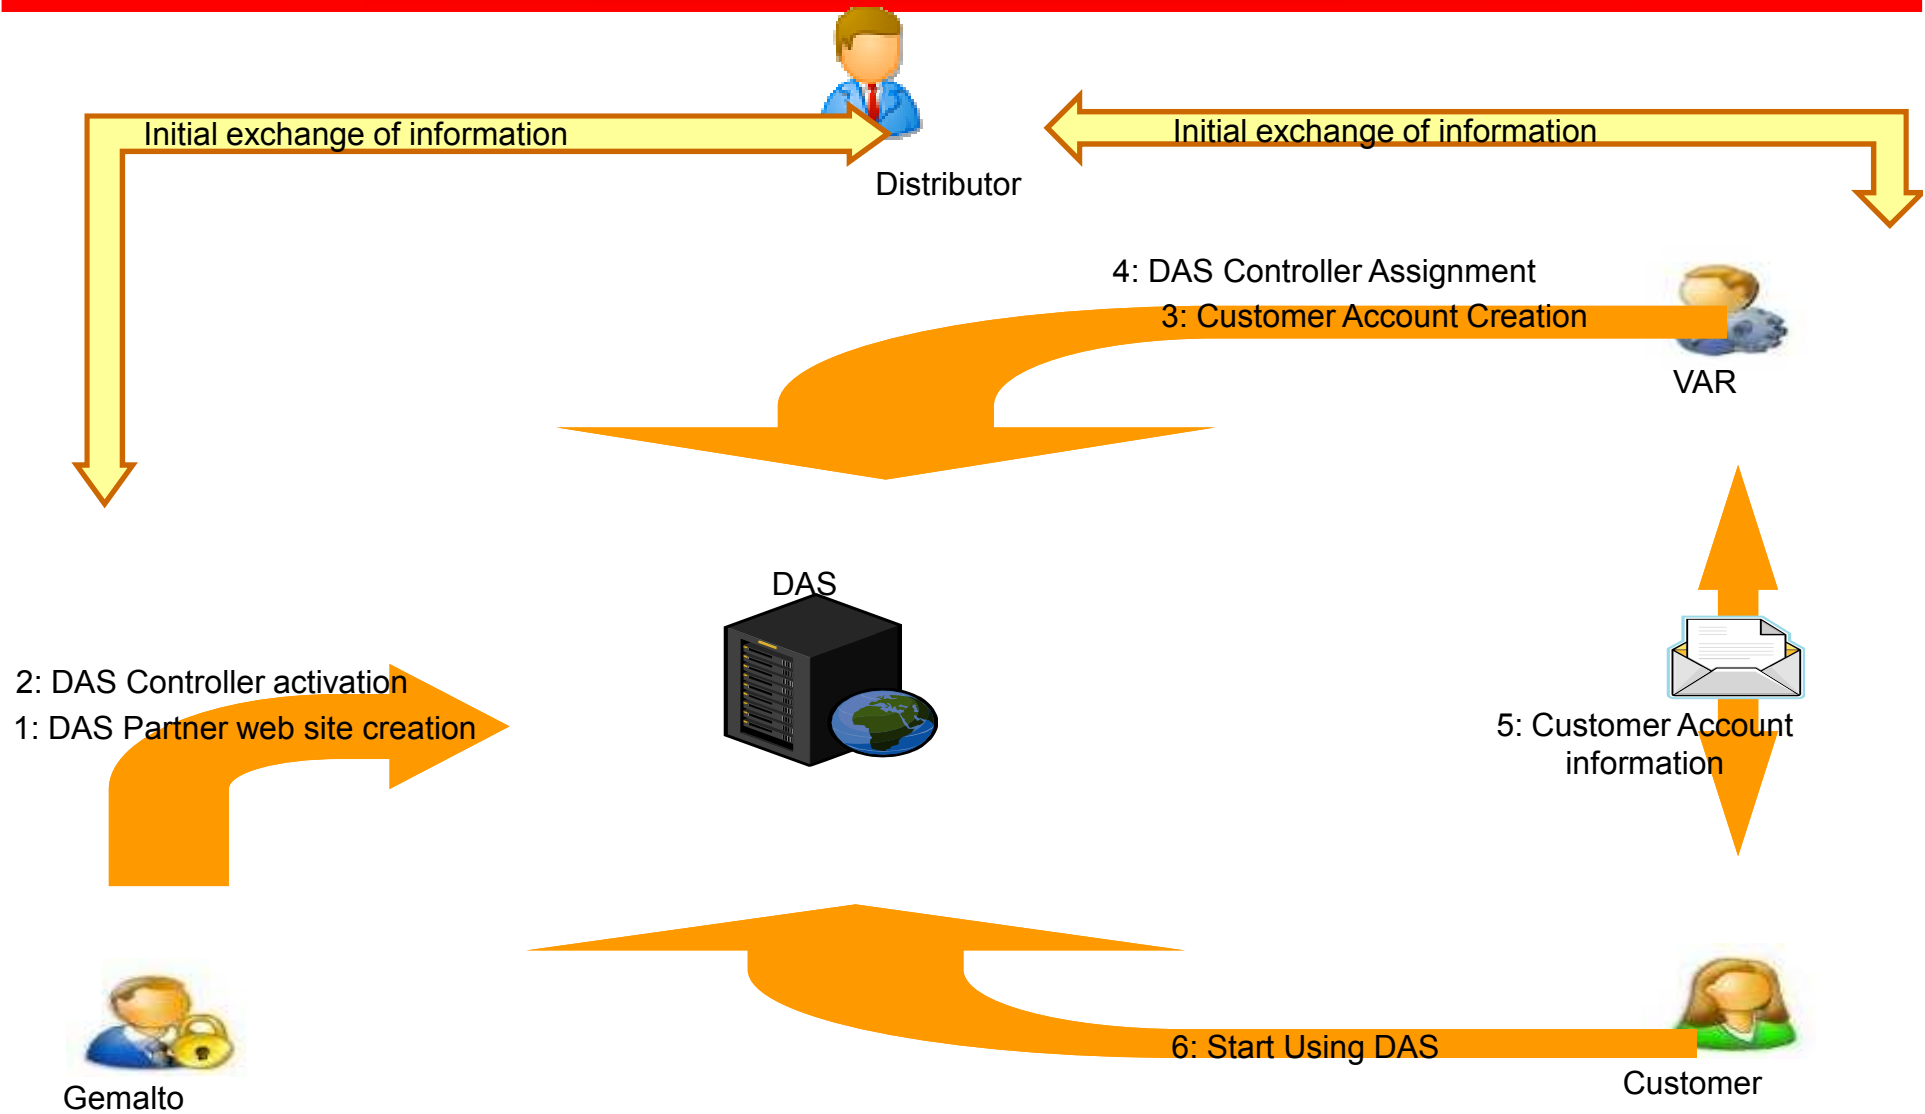 Initial exchange of information
Initial exchange of information
Distributor
4: DAS Controller Assignment
3: Customer Account Creation
VAR
DAS
2: DAS Controller activation
1: DAS Partner web site creation
5: Customer Account
information
6: Start Using DAS
Customer
Gemalto